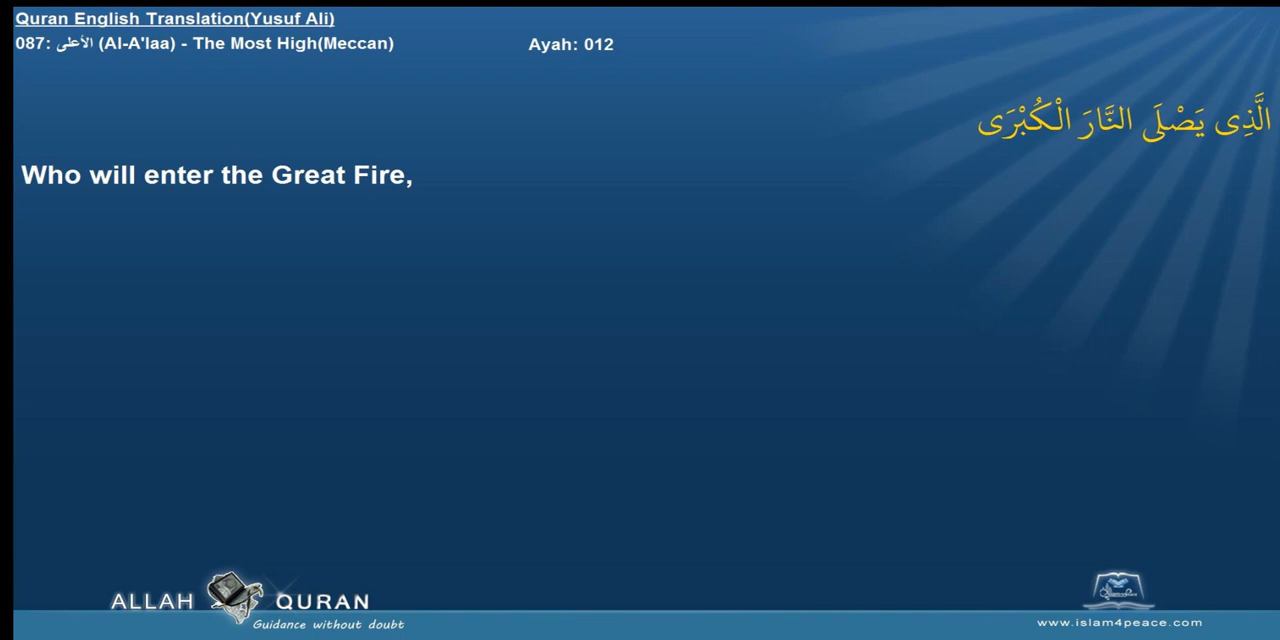 Quran English Translation(Yusuf Ali)
087: الأعلى (Al-A'laa) - The Most High(Meccan)
Ayah: 012
الَّذِى يَصْلَى النَّارَ الْكُبْرَى
Who will enter the Great Fire,
ALLAH QURAN
Guidance without doubt
www.islam4peace.com